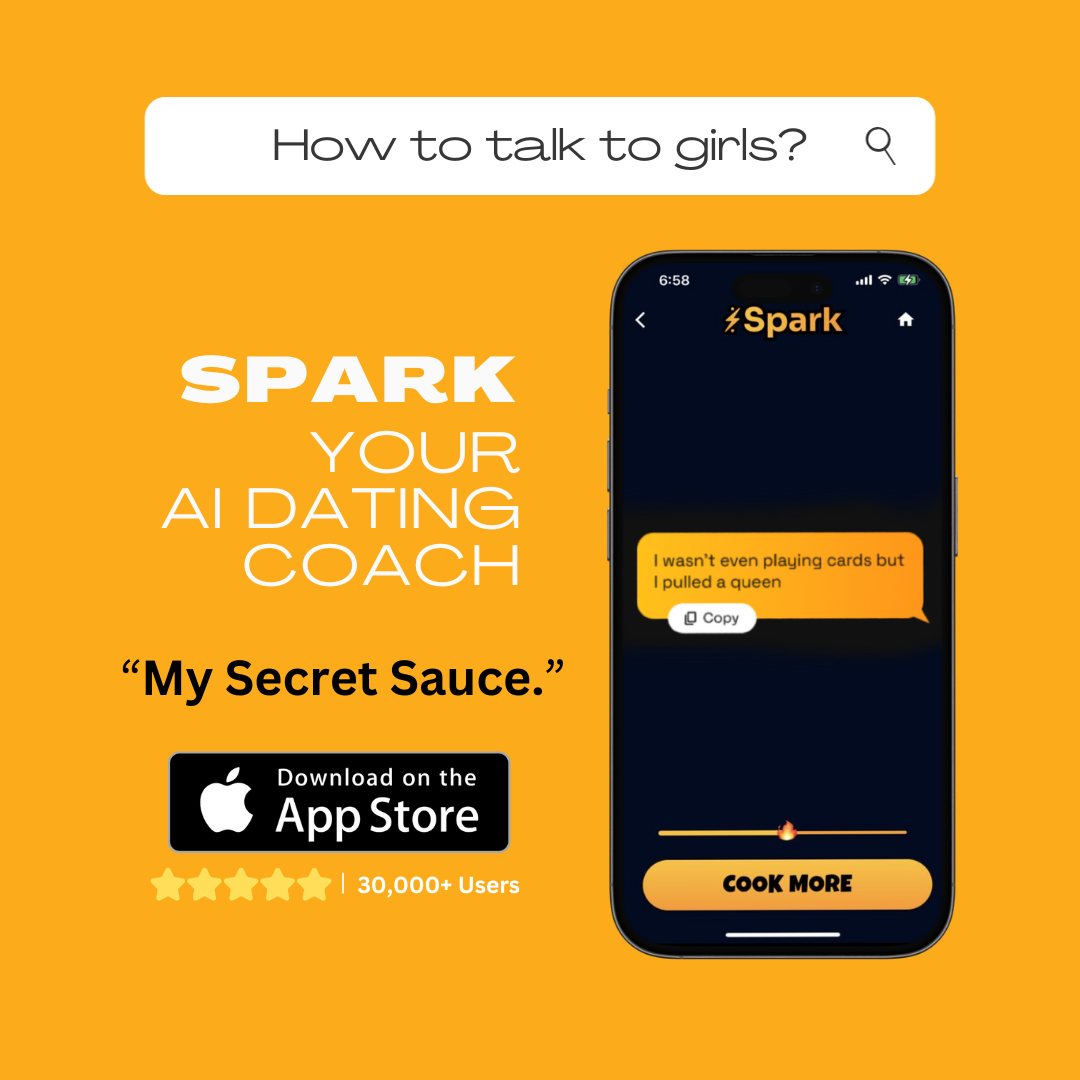 How to talk to girls?
SPARK
YOUR
AI DATING
COACH
“My Secret Sauce.”
Download on the
App Store
30,000+ Users
6:58
Spark
I wasn't even playing cards but
I pulled a queen
Copy
COOK MORE